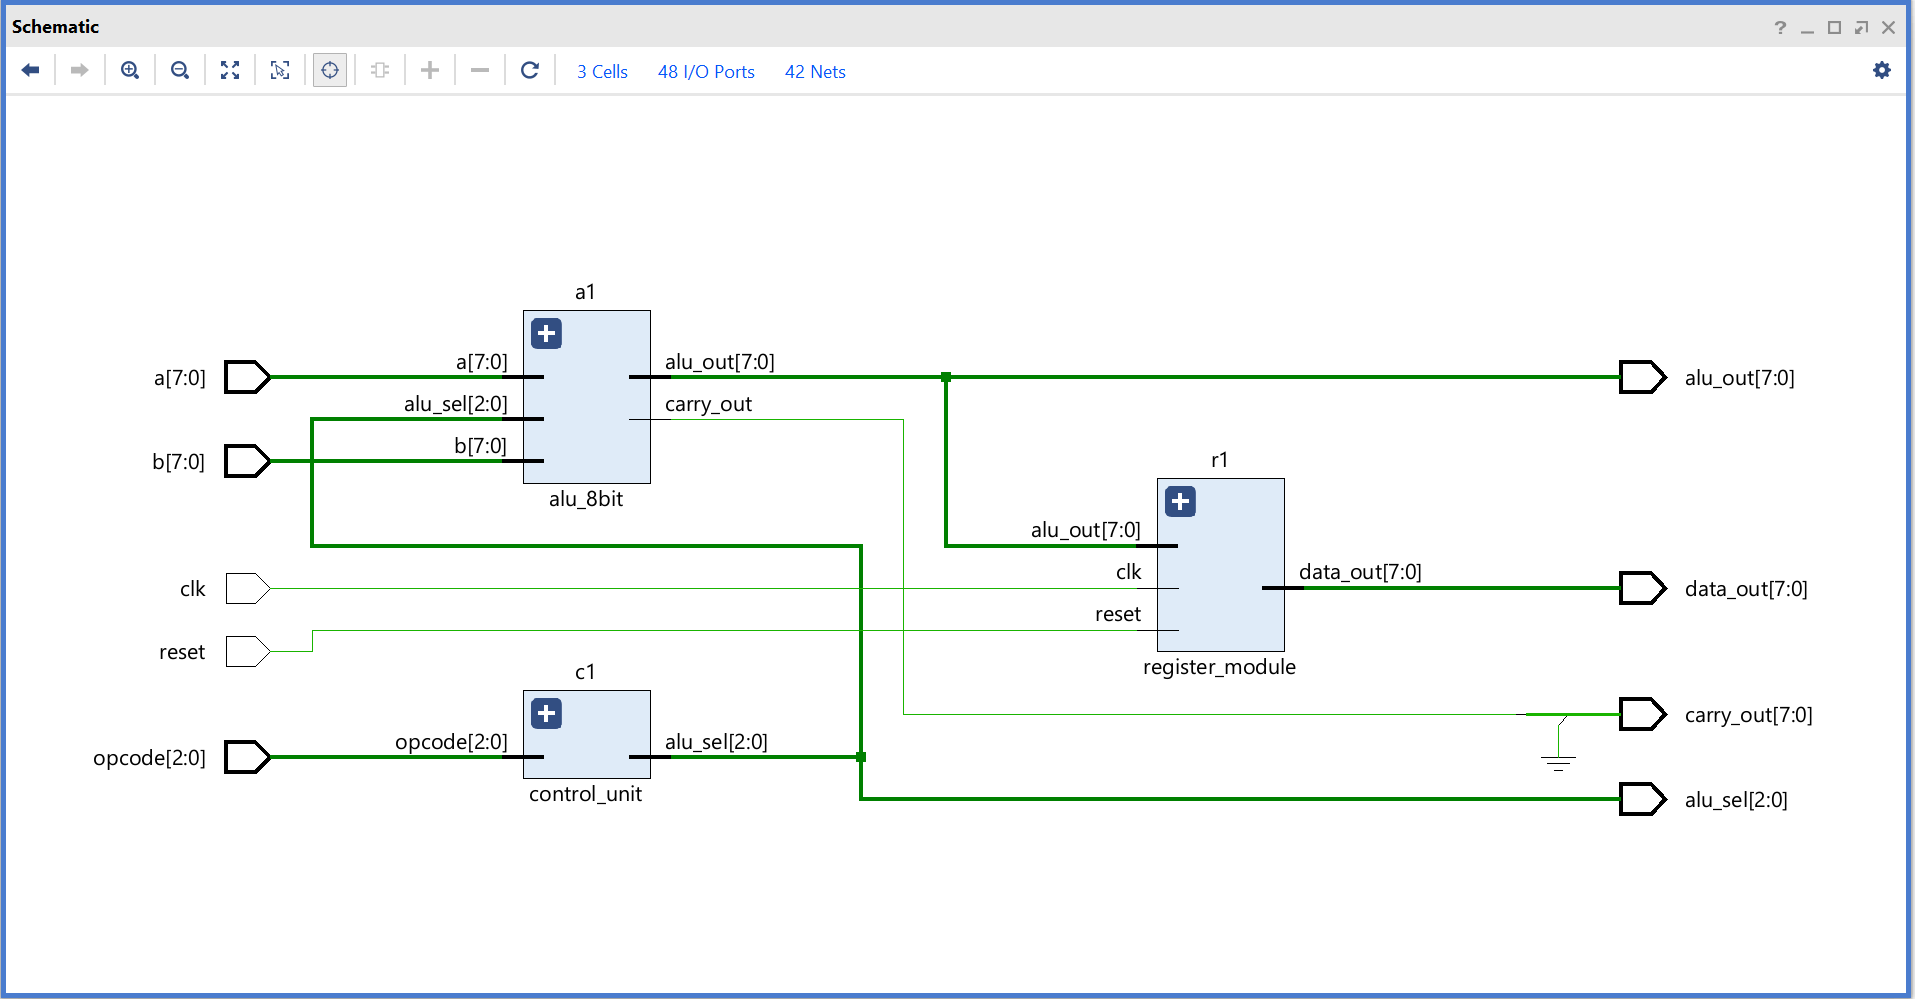 Schematic
3 Cells 48 I/O Ports 42 Nets
a1
a[7:0] a[7:0] alu_out[7:0] alu_out[7:0]
alu_sel[2:0] carry_out
b[7:0] b[7:0]
alu_8bit
r1
alu_out[7:0]
clk clk data_out[7:0] data_out[7:0]
reset
reset
register_module
c1
carry_out[7:0]
opcode[2:0] opcode[2:0] alu_sel[2:0]
control_unit
alu_sel[2:0]